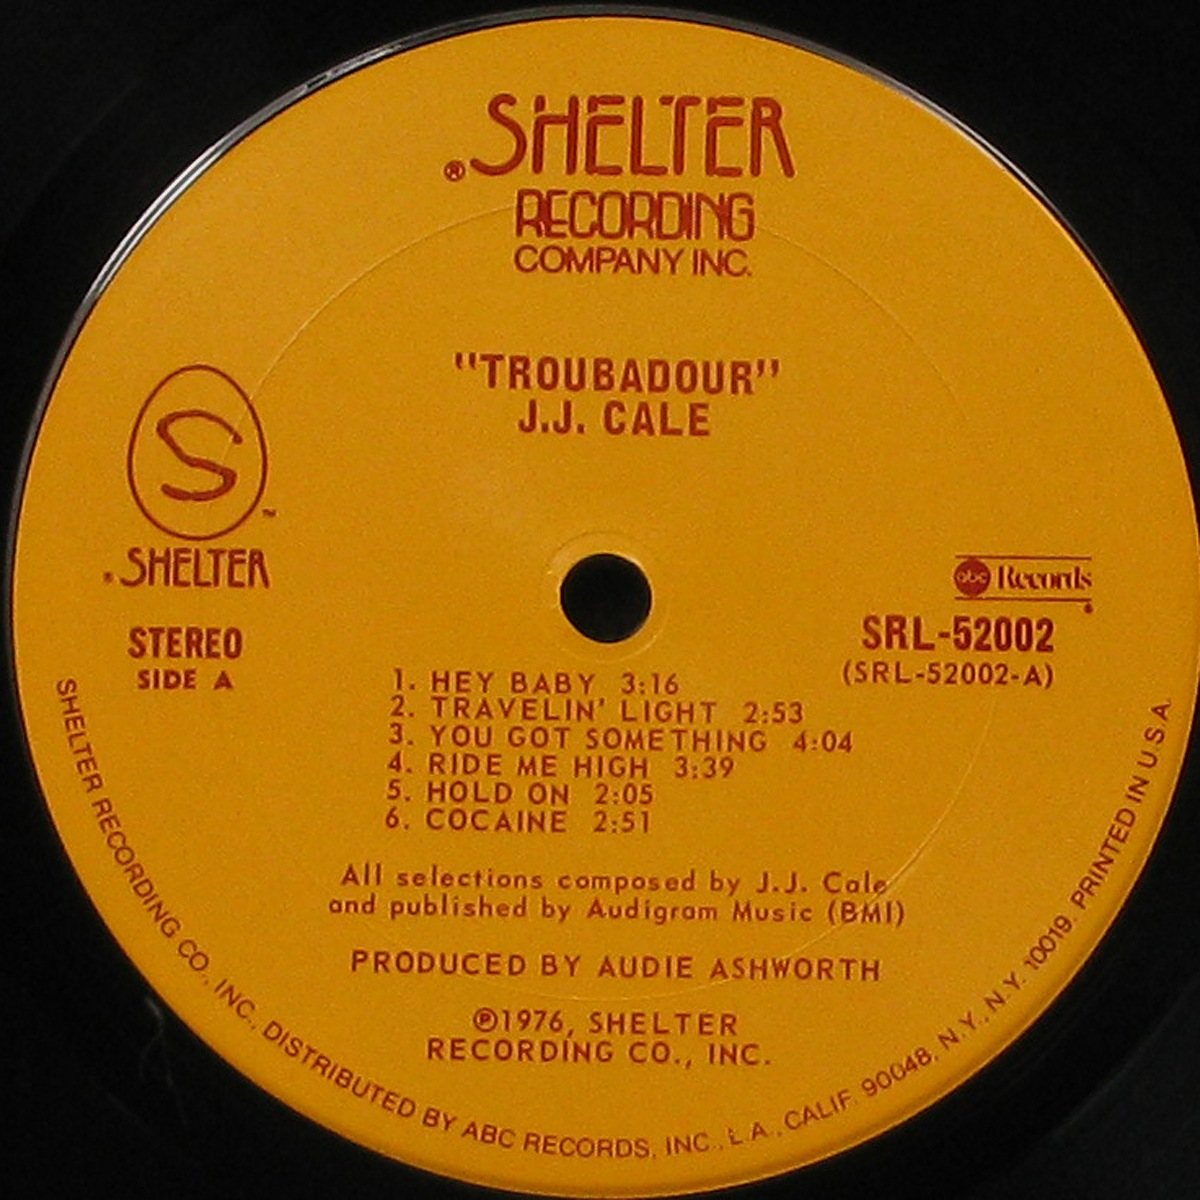 ® SHELTER
RECORDING
COMPANY INC.
"TROUBADOUR"
J.J. CALE
S
™
® SHELTER
STEREO
SIDE A
abc Records
®
SRL-52002
(SRL-52002-A)
1. HEY BABY 3:16
2. TRAVELIN' LIGHT 2:53
3. YOU GOT SOMETHING 4:04
4. RIDE ME HIGH 3:39
5. HOLD ON 2:05
6. COCAINE 2:51
All selections composed by J.J. Cale
and published by Audigram Music (BMI)
PRODUCED BY AUDIE ASHWORTH
℗1976, SHELTER
RECORDING CO., INC.
SHELTER RECORDING CO., INC., DISTRIBUTED BY ABC RECORDS, INC., L.A., CALIF. 90048, N.Y., N.Y. 10019. PRINTED IN U.S.A.